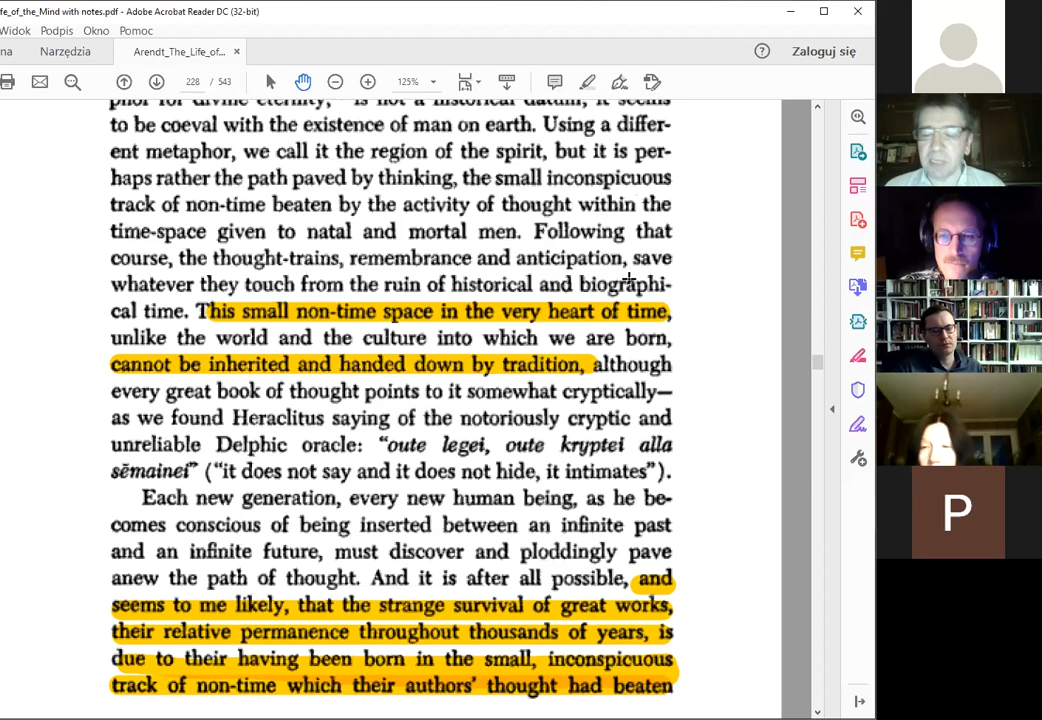 fe_of_the_Mind with notes.pdf - Adobe Acrobat Reader DC (32-bit)
Widok Podpis Okno Pomoc
na Narzędzia Arendt_The_Life_of... × Zaloguj się
228 / 543 125%
phor for divine eternity, is not a historical datum; it seems
to be coeval with the existence of man on earth. Using a differ-
ent metaphor, we call it the region of the spirit, but it is per-
haps rather the path paved by thinking, the small inconspicuous
track of non-time beaten by the activity of thought within the
time-space given to natal and mortal men. Following that
course, the thought-trains, remembrance and anticipation, save
whatever they touch from the ruin of historical and biographi-
cal time. This small non-time space in the very heart of time,
unlike the world and the culture into which we are born,
cannot be inherited and handed down by tradition, although
every great book of thought points to it somewhat cryptically—
as we found Heraclitus saying of the notoriously cryptic and
unreliable Delphic oracle: “oute legei, oute kryptei alla
sēmainei” (“it does not say and it does not hide, it intimates”).
Each new generation, every new human being, as he be-
comes conscious of being inserted between an infinite past
and an infinite future, must discover and ploddingly pave
anew the path of thought. And it is after all possible, and
seems to me likely, that the strange survival of great works,
their relative permanence throughout thousands of years, is
due to their having been born in the small, inconspicuous
track of non-time which their authors’ thought had beaten
P